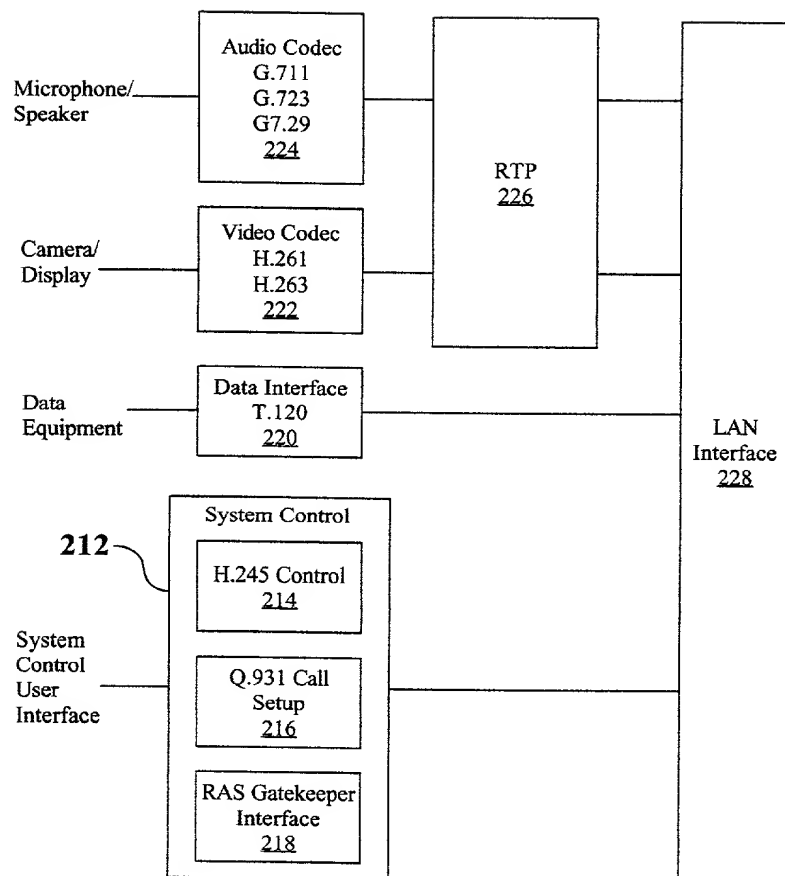 Microphone/
Speaker
Audio Codec
G.711
G.723
G7.29
224
RTP
226
Camera/
Display
Video Codec
H.261
H.263
222
Data
Equipment
Data Interface
T.120
220
LAN
Interface
228
System Control
212
H.245 Control
214
System
Control
User
Interface
Q.931 Call
Setup
216
RAS Gatekeeper
Interface
218